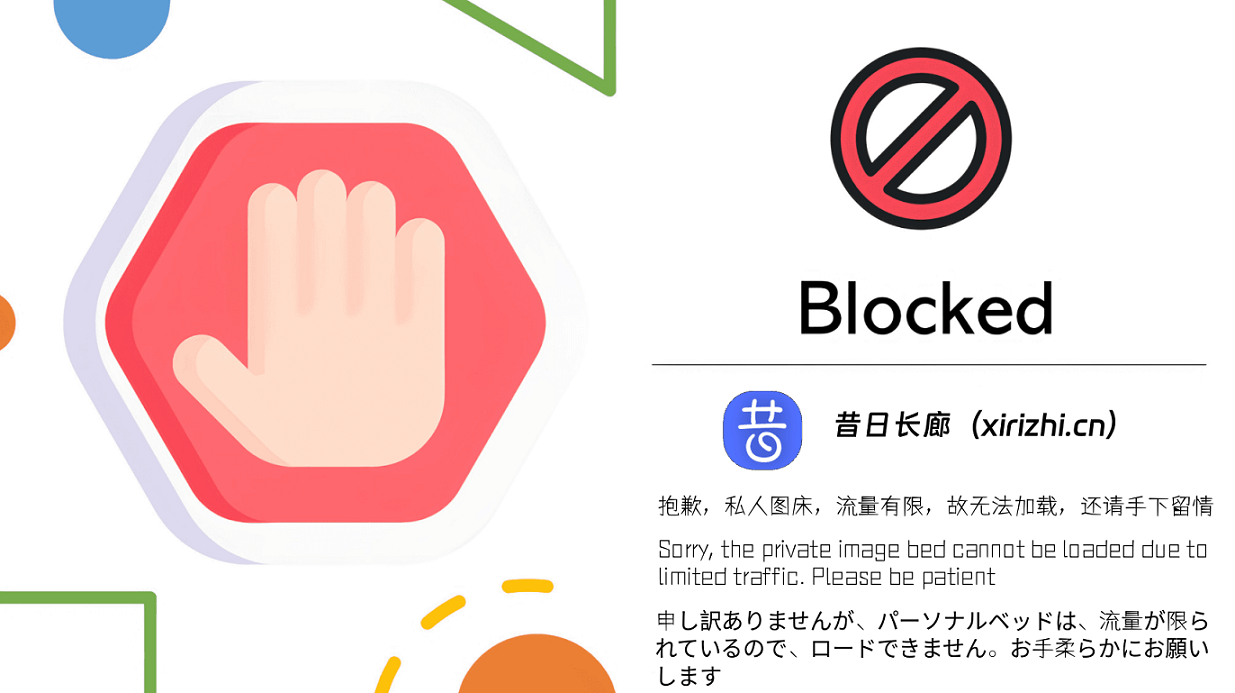 Blocked
昔
昔日长廊（xirizhi.cn）
抱歉，私人图床，流量有限，故无法加载，还请手下留情
Sorry, the private image bed cannot be loaded due to
limited traffic. Please be patient
申し訳ありませんが、パーソナルベッドは、流量が限ら
れているので、ロードできません。お手柔らかにお願い
します